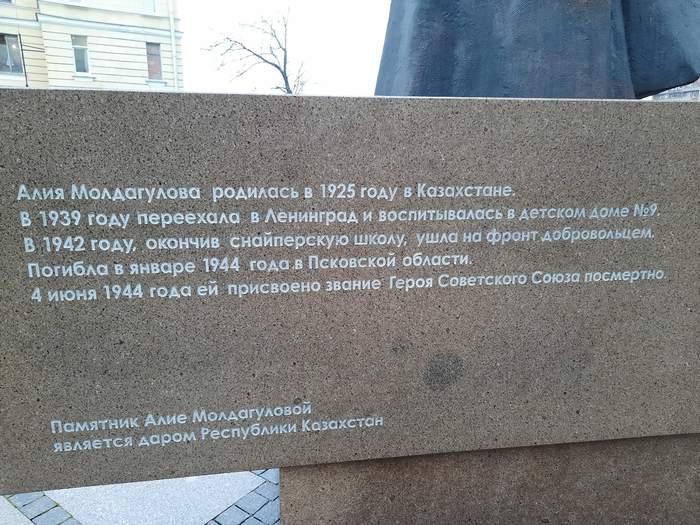 Алия Молдагулова родилась в 1925 году в Казахстане.
В 1939 году переехала в Ленинград и воспитывалась в детском доме №9.
В 1942 году, окончив снайперскую школу, ушла на фронт добровольцем.
Погибла в январе 1944 года в Псковской области.
4 июня 1944 года ей присвоено звание Героя Советского Союза посмертно.
Памятник Алие Молдагуловой
является даром Республики Казахстан